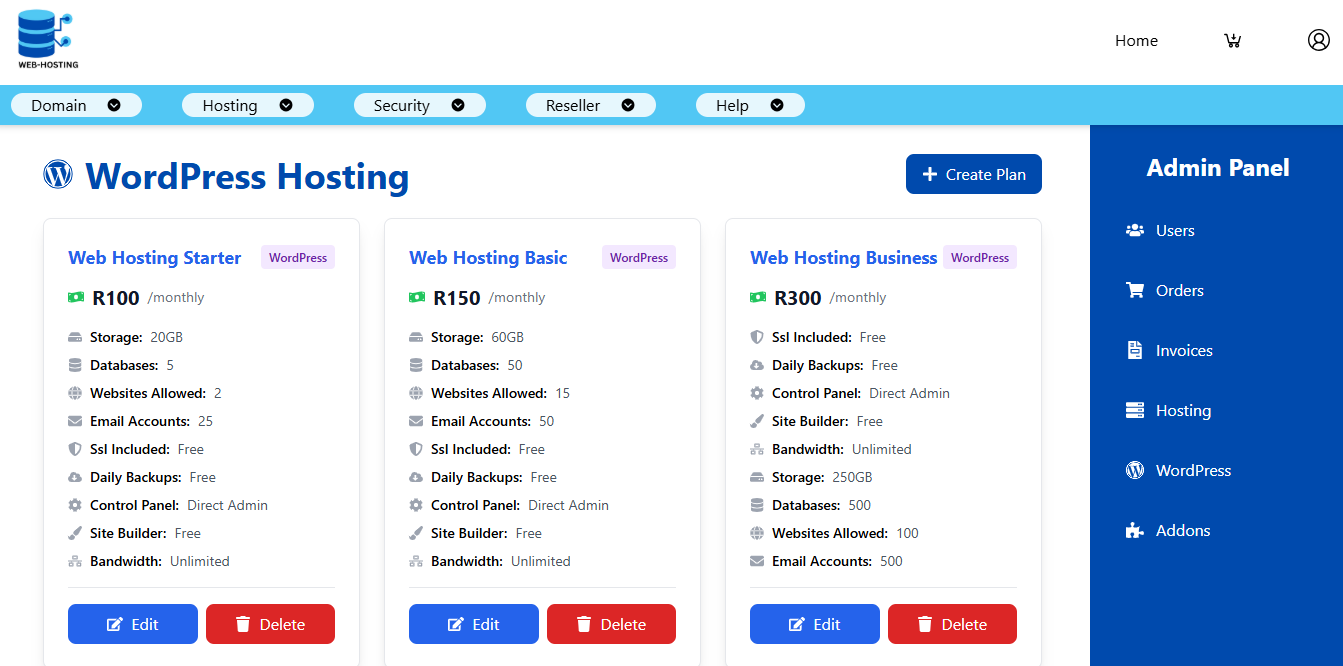 WEB-HOSTING
Home
Domain
Hosting
Security
Reseller
Help
WordPress Hosting
Create Plan
Web Hosting Starter
WordPress
R100 /monthly
Storage: 20GB
Databases: 5
Websites Allowed: 2
Email Accounts: 25
Ssl Included: Free
Daily Backups: Free
Control Panel: Direct Admin
Site Builder: Free
Bandwidth: Unlimited
Edit
Delete
Web Hosting Basic
WordPress
R150 /monthly
Storage: 60GB
Databases: 50
Websites Allowed: 15
Email Accounts: 50
Ssl Included: Free
Daily Backups: Free
Control Panel: Direct Admin
Site Builder: Free
Bandwidth: Unlimited
Edit
Delete
Web Hosting Business
WordPress
R300 /monthly
Ssl Included: Free
Daily Backups: Free
Control Panel: Direct Admin
Site Builder: Free
Bandwidth: Unlimited
Storage: 250GB
Databases: 500
Websites Allowed: 100
Email Accounts: 500
Edit
Delete
Admin Panel
Users
Orders
Invoices
Hosting
WordPress
Addons